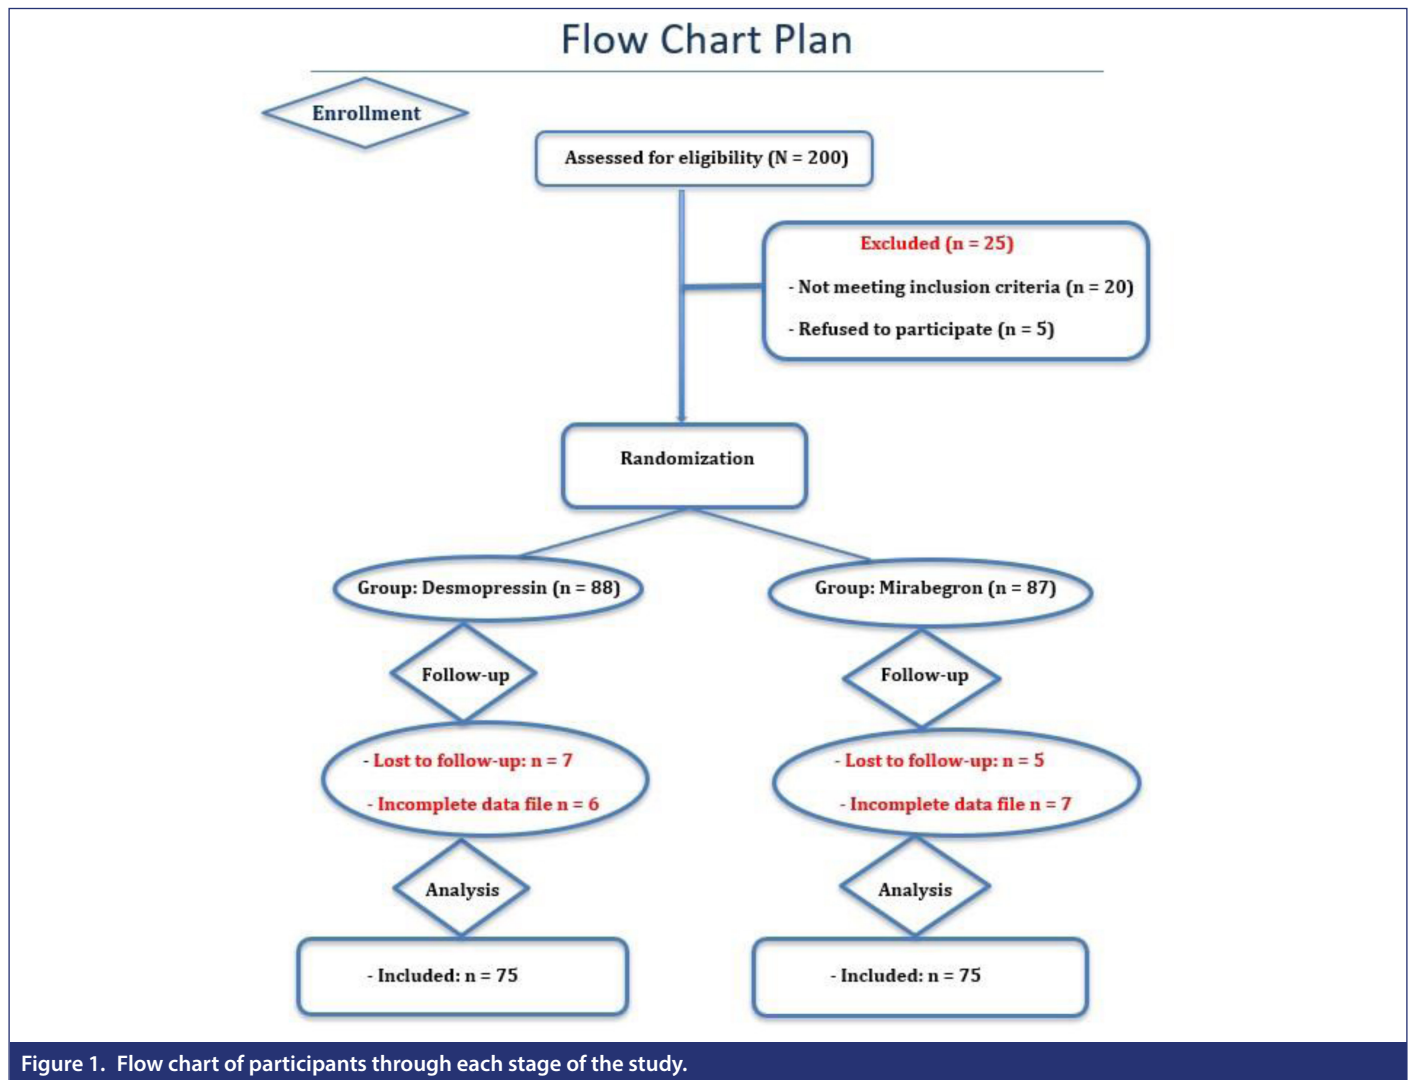 Flow Chart Plan
Enrollment
Assessed for eligibility (N = 200)
Excluded (n = 25)
- Not meeting inclusion criteria (n = 20)
- Refused to participate (n = 5)
Randomization
Group: Desmopressin (n = 88)
Group: Mirabegron (n = 87)
Follow-up
Follow-up
- Lost to follow-up: n = 7
- Incomplete data file n = 6
- Lost to follow-up: n = 5
- Incomplete data file n = 7
Analysis
Analysis
- Included: n = 75
- Included: n = 75
Figure 1. Flow chart of participants through each stage of the study.